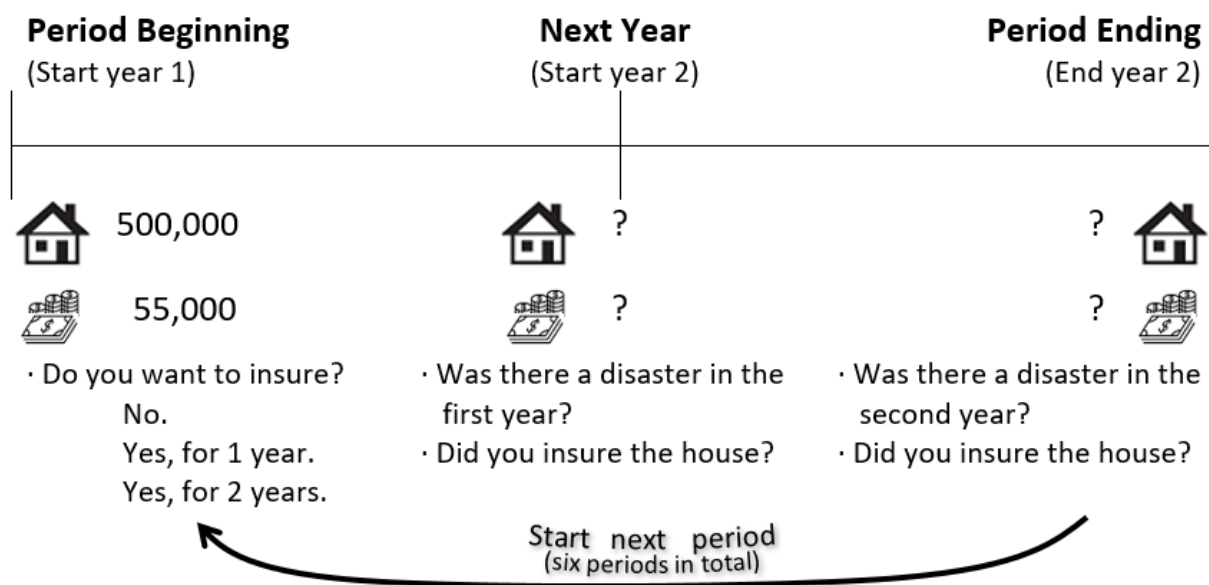 Period Beginning
(Start year 1)
Next Year
(Start year 2)
Period Ending
(End year 2)
500,000
?
?
55,000
?
?
· Do you want to insure?
No.
Yes, for 1 year.
Yes, for 2 years.
· Was there a disaster in the
first year?
· Did you insure the house?
· Was there a disaster in the
second year?
· Did you insure the house?
Start next period
(six periods in total)